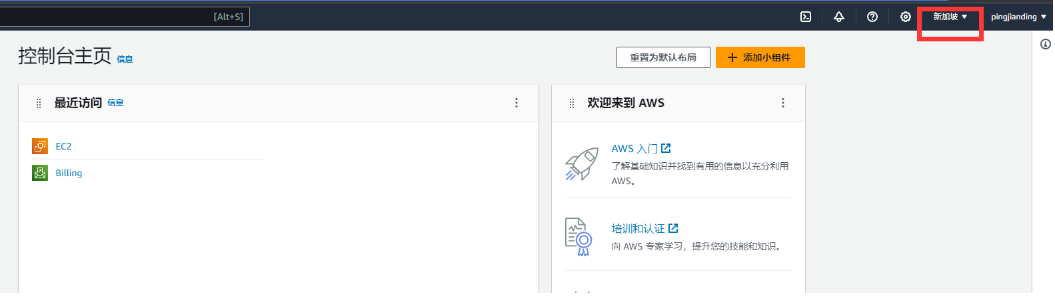 [Alt+S]
新加坡
pingjianding
控制台主页 信息
重置为默认布局
添加小组件
最近访问 信息
EC2
Billing
欢迎来到 AWS
AWS 入门
了解基础知识并找到有用的信息以充分利用
AWS。
培训和认证
向 AWS 专家学习，提升您的技能和知识。